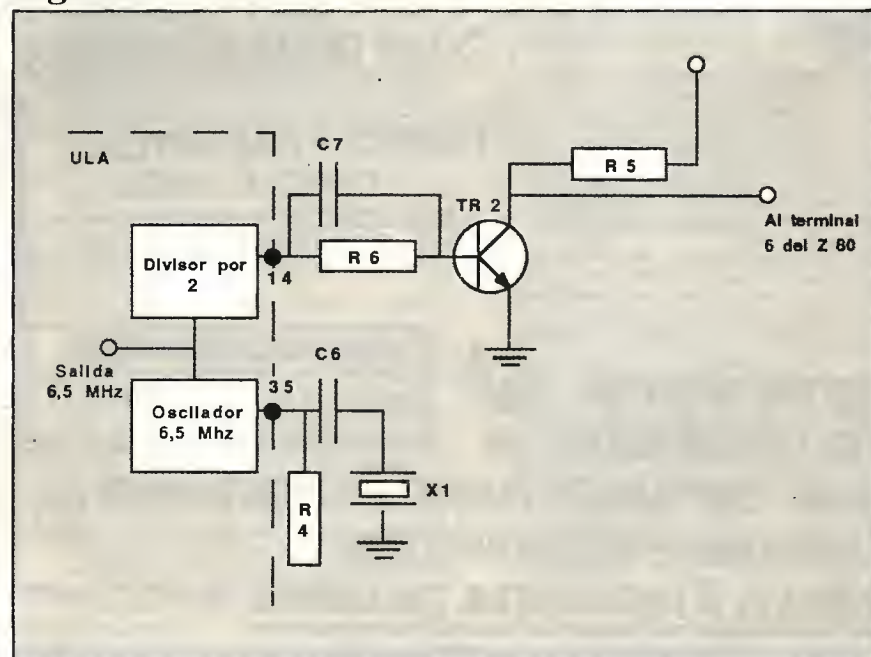 ULA
C7
R 5
TR 2
Al terminal
6 del Z 80
Divisor por
2
R 6
14
Salida
6,5 MHz
C6
35
Oscilador
6,5 Mhz
R
4
X1